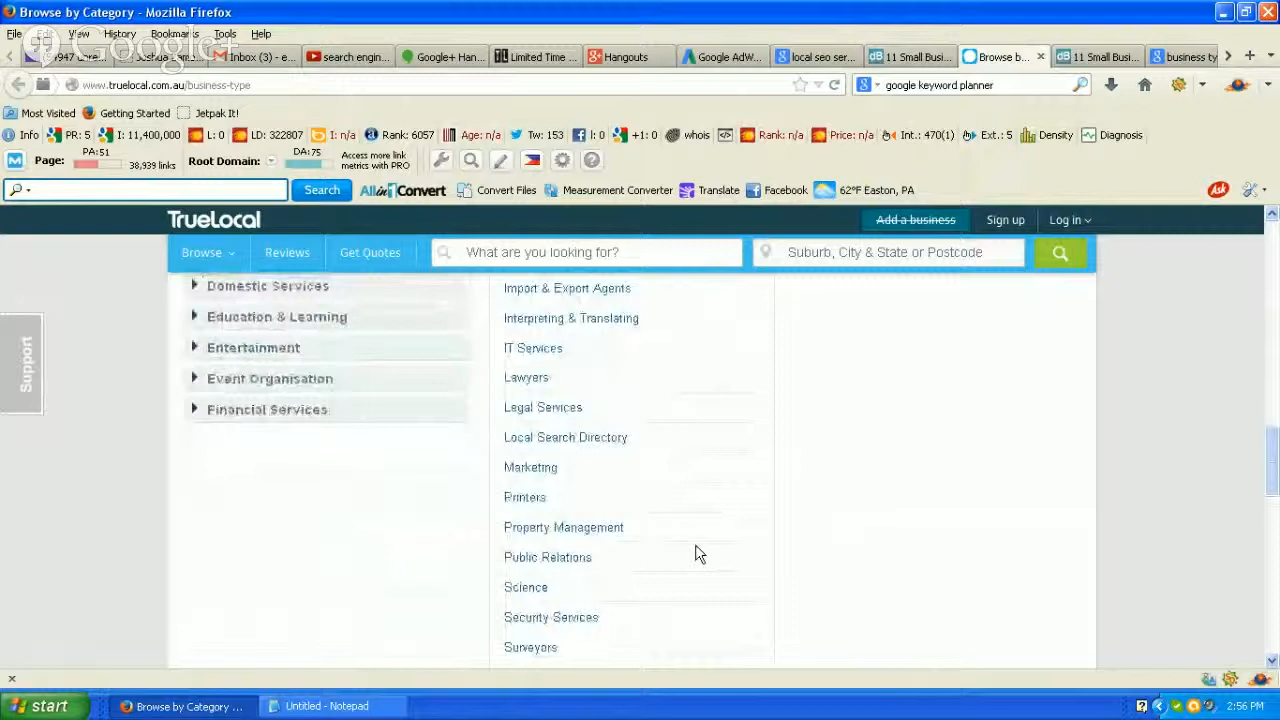 Browse by Category - Mozilla Firefox
File Edit View History Bookmarks Tools Help
Google+
Inbox (3) - e... search engin... Google+ Han... Limited Time ... Hangouts Google AdW... local seo ser... 11 Small Busi... Browse b... 11 Small Busi... business ty
www.truelocal.com.au/business-type google keyword planner
Most Visited Getting Started Jetpak It!
Info PR: 5 I: 11,400,000 L: 0 LD: 322807 I: n/a Rank: 6057 Age: n/a Tw: 153 I: 0 +1: 0 whois Rank: n/a Price: n/a Int.: 470(1) Ext.: 5 Density Diagnosis
Page: PA:51 38,939 links Root Domain: DA:75 Access more link metrics with PRO
Search All in 1 Convert Convert Files Measurement Converter Translate Facebook 62°F Easton, PA Ask
TrueLocal Add a business Sign up Log in
Browse Reviews Get Quotes What are you looking for? Suburb, City & State or Postcode
Domestic Services
Education & Learning
Entertainment
Event Organisation
Financial Services
Import & Export Agents
Interpreting & Translating
IT Services
Lawyers
Legal Services
Local Search Directory
Marketing
Printers
Property Management
Public Relations
Science
Security Services
Surveyors
Support
start Browse by Category ... Untitled - Notepad 2:56 PM